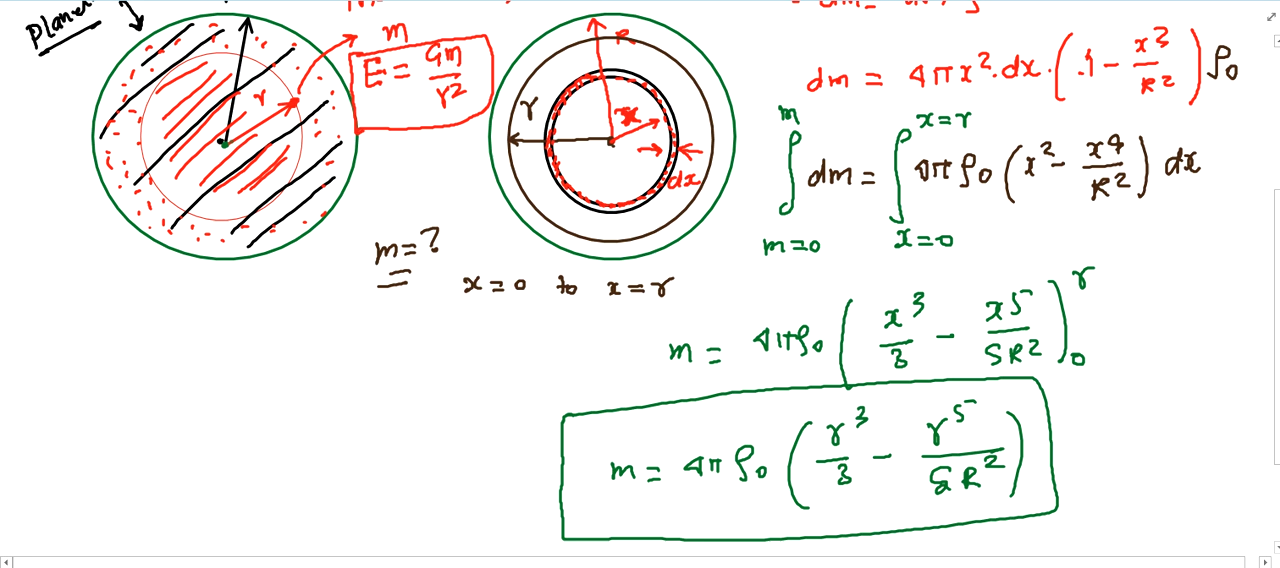 Planet
m
E = Gm/r²
r
R
r
x
dx
dm = 4πx².dx.(1 - x³/R²) ρ₀
∫_{m=0}^{m} dm = ∫_{x=0}^{x=r} 4πρ₀ (x² - x⁴/R²) dx
m = ?
x = 0 to x = r
m = 4πρ₀ (x³/3 - x⁵/5R²)₀^r
m = 4πρ₀ (r³/3 - r⁵/5R²)